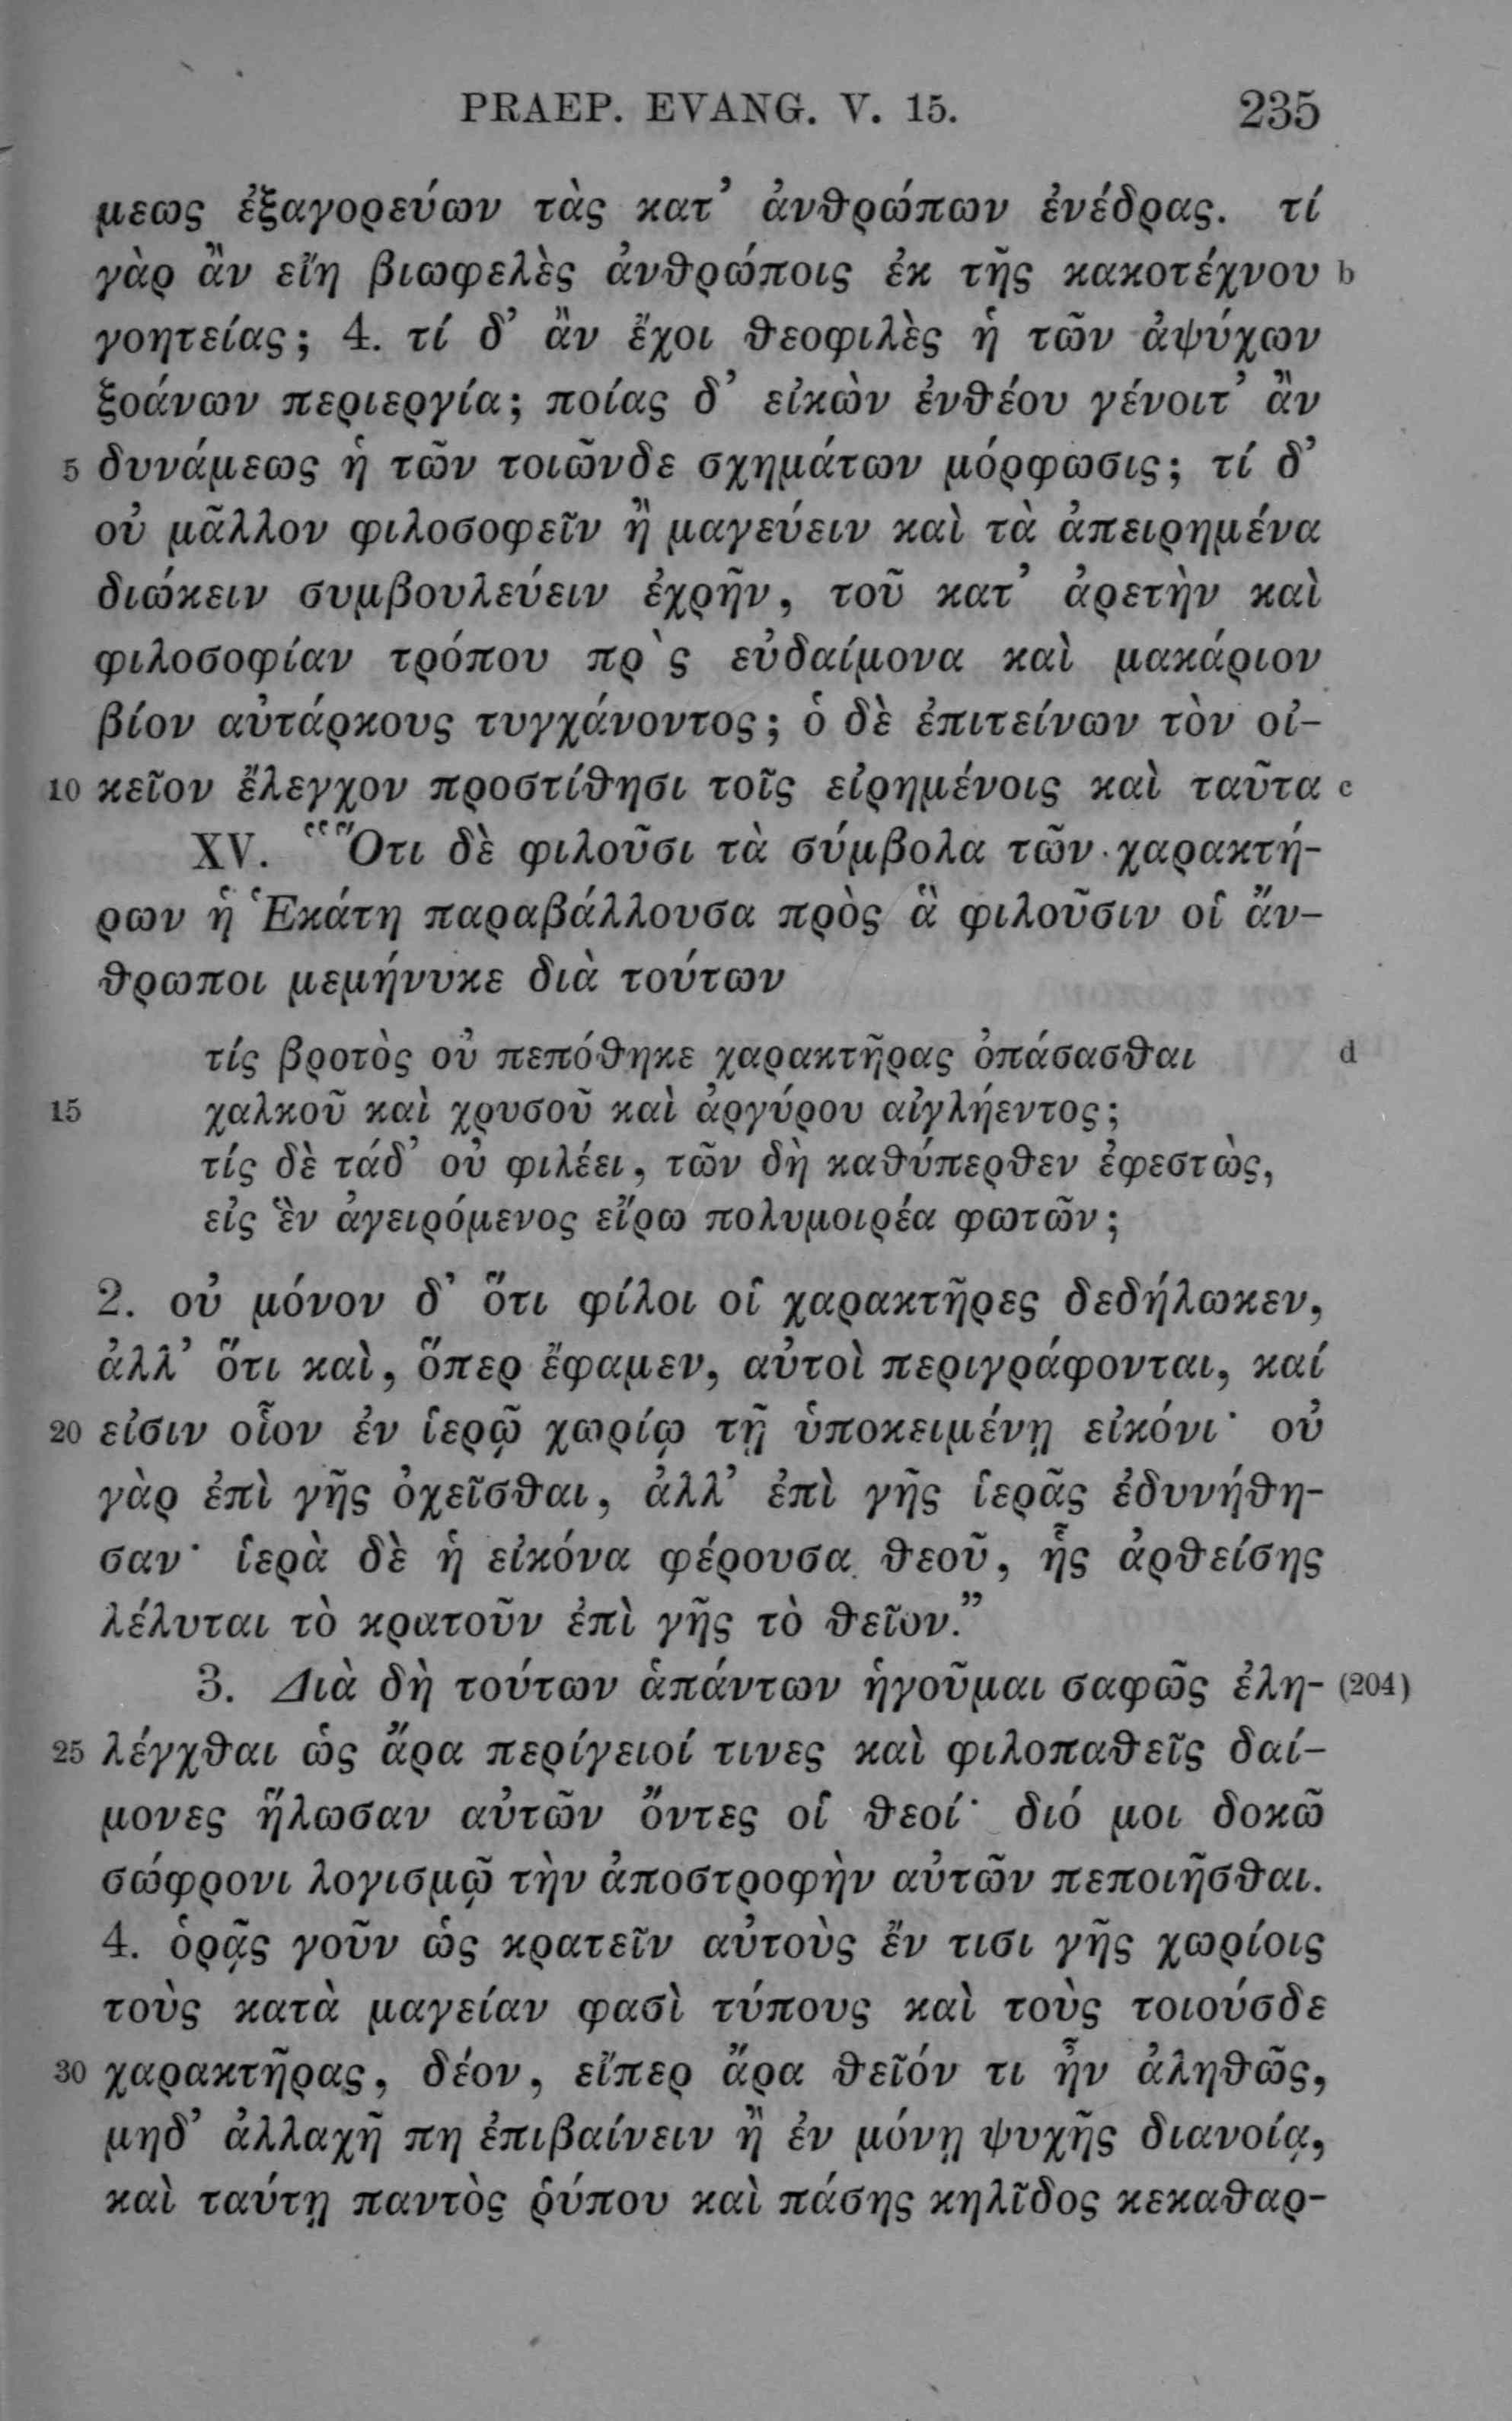 PRAEP. EVANG. V. 15. 235
μεως ἐξαγορεύων τὰς κατ’ ἀνθρώπων ἐνέδρας. τί
γὰρ ἂν εἴη βιωφελὲς ἀνθρώποις ἐκ τῆς κακοτέχνου b
γοητείας; 4. τί δ’ ἂν ἔχοι θεοφιλὲς ἡ τῶν ἀψύχων
ξοάνων περιεργία; ποίας δ’ εἰκὼν ἐνθέου γένοιτ’ ἂν
5 δυνάμεως ἡ τῶν τοιῶνδε σχημάτων μόρφωσις; τί δ’
οὐ μᾶλλον φιλοσοφεῖν ἢ μαγεύειν καὶ τὰ ἀπειρημένα
διώκειν συμβουλεύειν ἐχρῆν, τοῦ κατ’ ἀρετὴν καὶ
φιλοσοφίαν τρόπου πρ`ς εὐδαίμονα καὶ μακάριον
βίον αὐτάρκους τυγχάνοντος; ὁ δὲ ἐπιτείνων τὸν οἰ-
10 κεῖον ἔλεγχον προστίθησι τοῖς εἰρημένοις καὶ ταῦτα c
XV. “Ὅτι δὲ φιλοῦσι τὰ σύμβολα τῶν χαρακτή-
ρων ἡ Ἑκάτη παραβάλλουσα πρὸς ἃ φιλοῦσιν οἱ ἄν-
θρωποι μεμήνυκε διὰ τούτων
τίς βροτὸς οὐ πεπόθηκε χαρακτῆρας ὀπάσασθαι d
15 χαλκοῦ καὶ χρυσοῦ καὶ ἀργύρου αἰγλήεντος;
τίς δὲ τάδ’ οὐ φιλέει, τῶν δὴ καθύπερθεν ἐφεστὼς,
εἰς ἓν ἀγειρόμενος εἴρω πολυμοιρέα φωτῶν;
2. οὐ μόνον δ’ ὅτι φίλοι οἱ χαρακτῆρες δεδήλωκεν,
ἀλλ’ ὅτι καὶ, ὅπερ ἔφαμεν, αὐτοὶ περιγράφονται, καί
20 εἰσιν οἷον ἐν ἱερῷ χωρίῳ τῇ ὑποκειμένῃ εἰκόνι· οὐ
γὰρ ἐπὶ γῆς ὀχεῖσθαι, ἀλλ’ ἐπὶ γῆς ἱερᾶς ἐδυνήθη-
σαν· ἱερὰ δὲ ἡ εἰκόνα φέρουσα θεοῦ, ἧς ἀρθείσης
λέλυται τὸ κρατοῦν ἐπὶ γῆς τὸ θεῖον.”
3. Διὰ δὴ τούτων ἁπάντων ἡγοῦμαι σαφῶς ἐλη- (204)
25 λέγχθαι ὡς ἄρα περίγειοί τινες καὶ φιλοπαθεῖς δαί-
μονες ἥλωσαν αὐτῶν ὄντες οἱ θεοί· διό μοι δοκῶ
σώφρονι λογισμῷ τὴν ἀποστροφὴν αὐτῶν πεποιῆσθαι.
4. ὁρᾷς γοῦν ὡς κρατεῖν αὐτοὺς ἔν τισι γῆς χωρίοις
τοὺς κατὰ μαγείαν φασὶ τύπους καὶ τοὺς τοιούσδε
30 χαρακτῆρας, δέον, εἴπερ ἄρα θεῖόν τι ἦν ἀληθῶς,
μηδ’ ἀλλαχῆ πη ἐπιβαίνειν ἢ ἐν μόνῃ ψυχῆς διανοίᾳ,
καὶ ταύτῃ παντὸς ῥύπου καὶ πάσης κηλῖδος κεκαθαρ-